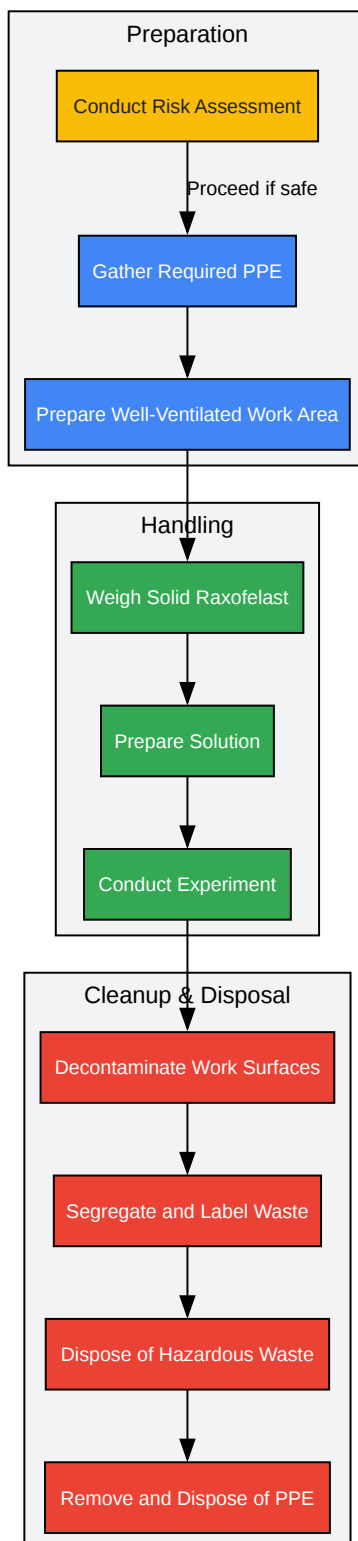 Preparation
Conduct Risk Assessment
Proceed if safe
Gather Required PPE
Prepare Well-Ventilated Work Area
Handling
Weigh Solid Raxofelast
Prepare Solution
Conduct Experiment
Cleanup & Disposal
Decontaminate Work Surfaces
Segregate and Label Waste
Dispose of Hazardous Waste
Remove and Dispose of PPE